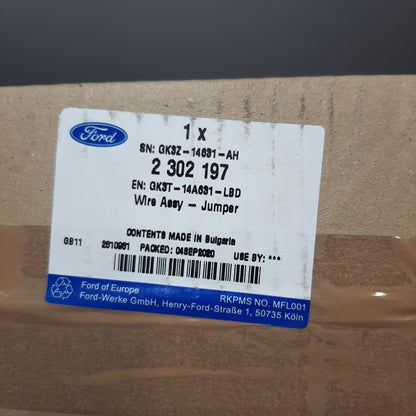 Ford
1 x
SN: GK3Z-14631-AH
2 302 197
EN: GK3T-14A631-LBD
Wire Assy - Jumper
CONTENTS MADE IN Bulgaria
GB11 2610961 PACKED: 04SEP2020 USE BY: ***
Ford of Europe RKPMS NO. MFL001
Ford-Werke GmbH, Henry-Ford-Straße 1, 50735 Köln